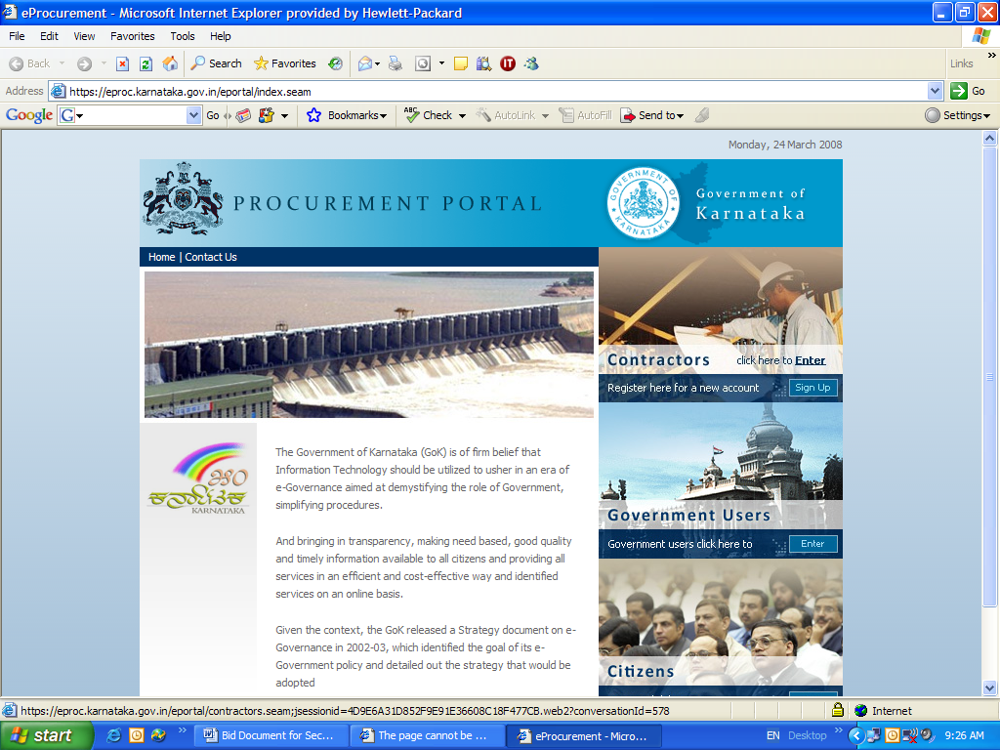 eProcurement - Microsoft Internet Explorer provided by Hewlett-Packard
File Edit View Favorites Tools Help
Back Search Favorites Links
Address https://eproc.karnataka.gov.in/eportal/index.seam Go
Google G Go Bookmarks ABC Check AutoLink AutoFill Send to Settings
Monday, 24 March 2008
PROCUREMENT PORTAL
GOVERNMENT OF KARNATAKA
Government of
Karnataka
Home | Contact Us
Contractors click here to Enter
Register here for a new account Sign Up
Government Users
Government users click here to Enter
Citizens
ಕರ್ನಾಟಕ
KARNATAKA
The Government of Karnataka (GoK) is of firm belief that
Information Technology should be utilized to usher in an era of
e-Governance aimed at demystifying the role of Government,
simplifying procedures.
And bringing in transparency, making need based, good quality
and timely information available to all citizens and providing all
services in an efficient and cost-effective way and identified
services on an online basis.
Given the context, the GoK released a Strategy document on e-
Governance in 2002-03, which identified the goal of its e-
Government policy and detailed out the strategy that would be
adopted
https://eproc.karnataka.gov.in/eportal/contractors.seam;jsessionid=4D9E6A31D852F9E91E36608C18F477CB.web2?conversationId=578 Internet
start Bid Document for Sec... The page cannot be ... eProcurement - Micro... EN Desktop 9:26 AM